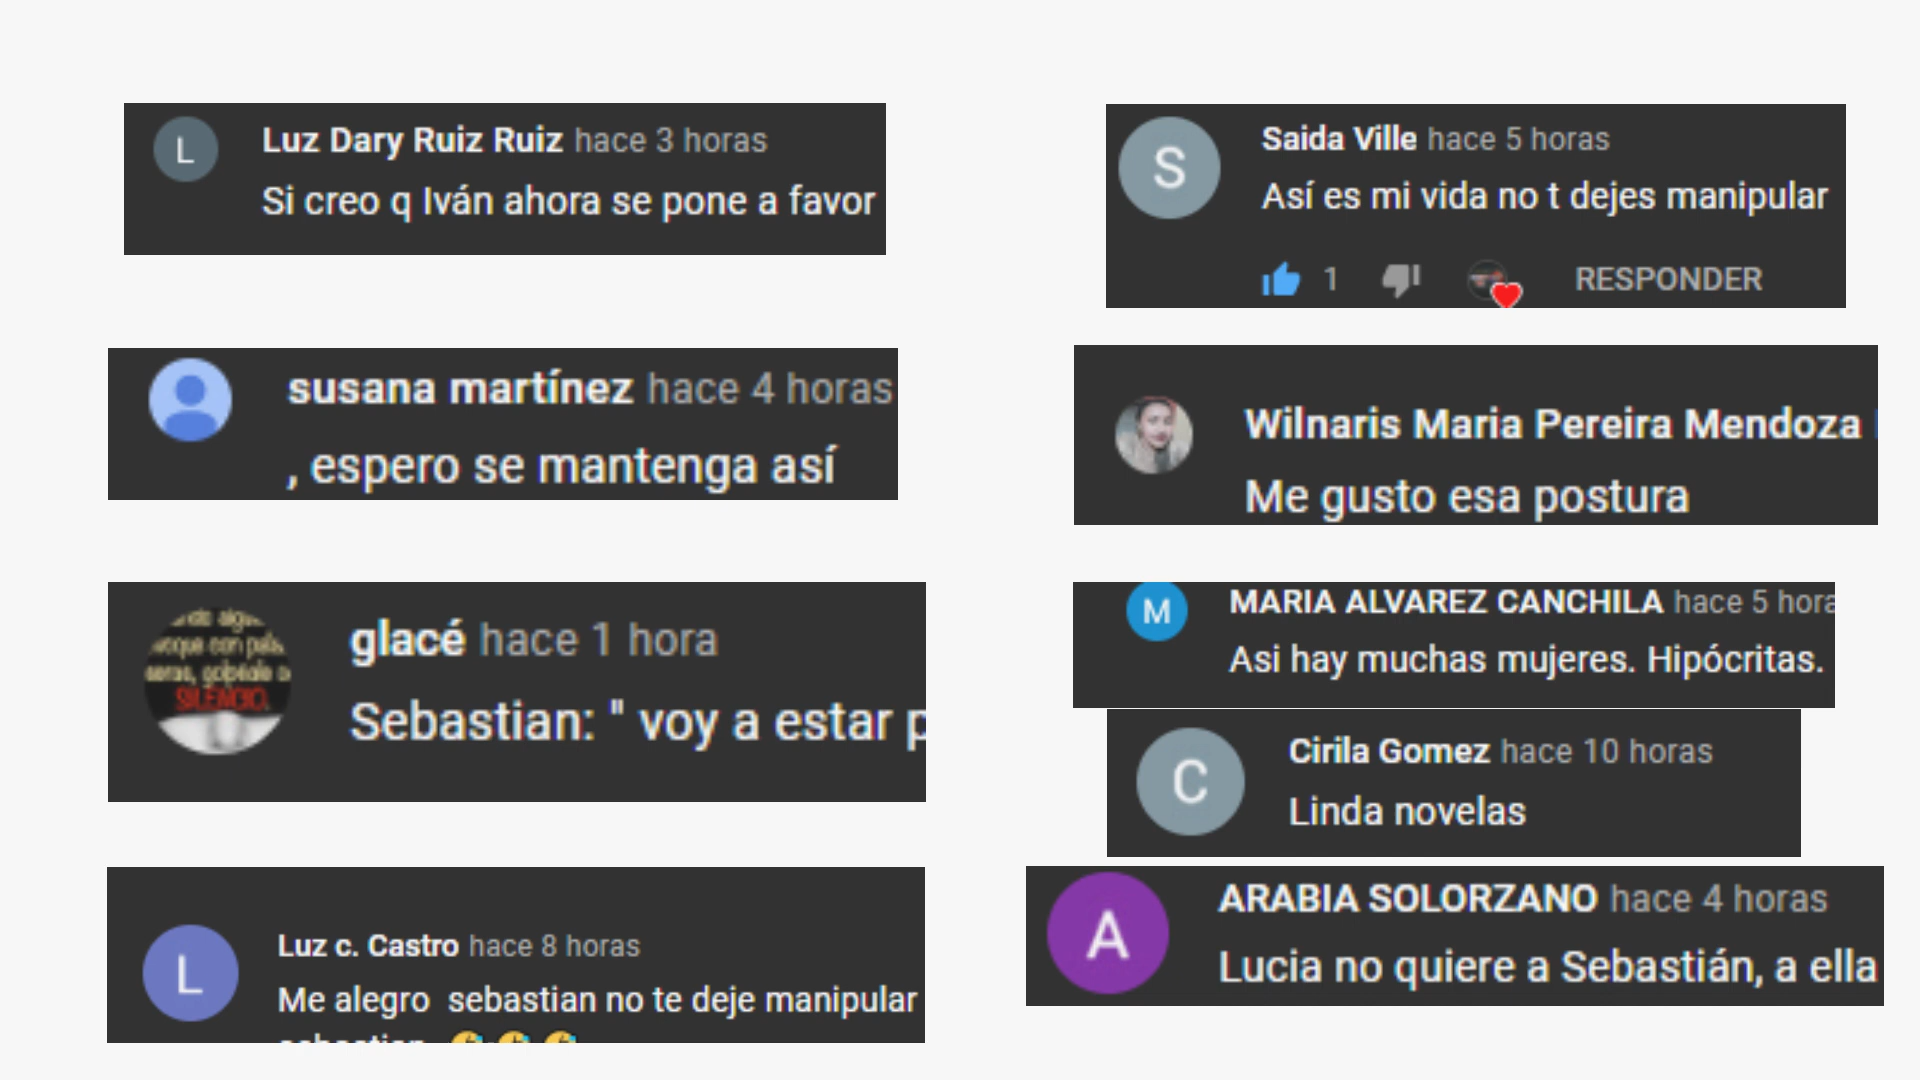 L
Luz Dary Ruiz Ruiz hace 3 horas
Si creo q Iván ahora se pone a favor
susana martínez hace 4 horas
, espero se mantenga así
SILENCIO.
glacé hace 1 hora
Sebastian: " voy a estar p
L
Luz c. Castro hace 8 horas
Me alegro  sebastian no te deje manipular
sebastian
S
Saida Ville hace 5 horas
Así es mi vida no t dejes manipular
1
RESPONDER
Wilnaris Maria Pereira Mendoza
Me gusto esa postura
M
MARIA ALVAREZ CANCHILA hace 5 hora
Asi hay muchas mujeres. Hipócritas.
C
Cirila Gomez hace 10 horas
Linda novelas
A
ARABIA SOLORZANO hace 4 horas
Lucia no quiere a Sebastián, a ella